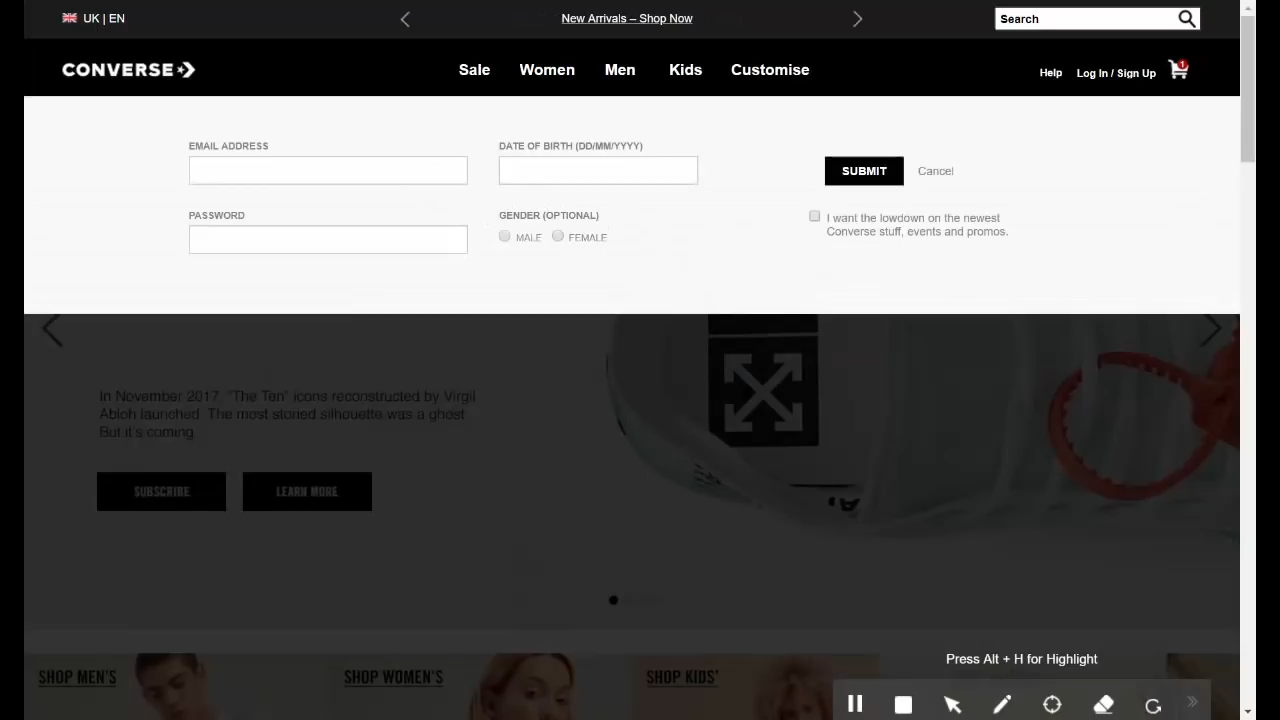 UK | EN
New Arrivals – Shop Now
Search
CONVERSE
Sale
Women
Men
Kids
Customise
Help
Log In / Sign Up
1
EMAIL ADDRESS
DATE OF BIRTH (DD/MM/YYYY)
SUBMIT
Cancel
PASSWORD
GENDER (OPTIONAL)
MALE
FEMALE
I want the lowdown on the newest
Converse stuff, events and promos.
In November 2017, "The Ten" icons reconstructed by Virgil
Abloh launched. The most storied silhouette was a ghost.
But it's coming.
SUBSCRIBE
LEARN MORE
SHOP MEN'S
SHOP WOMEN'S
SHOP KIDS'
Press Alt + H for Highlight